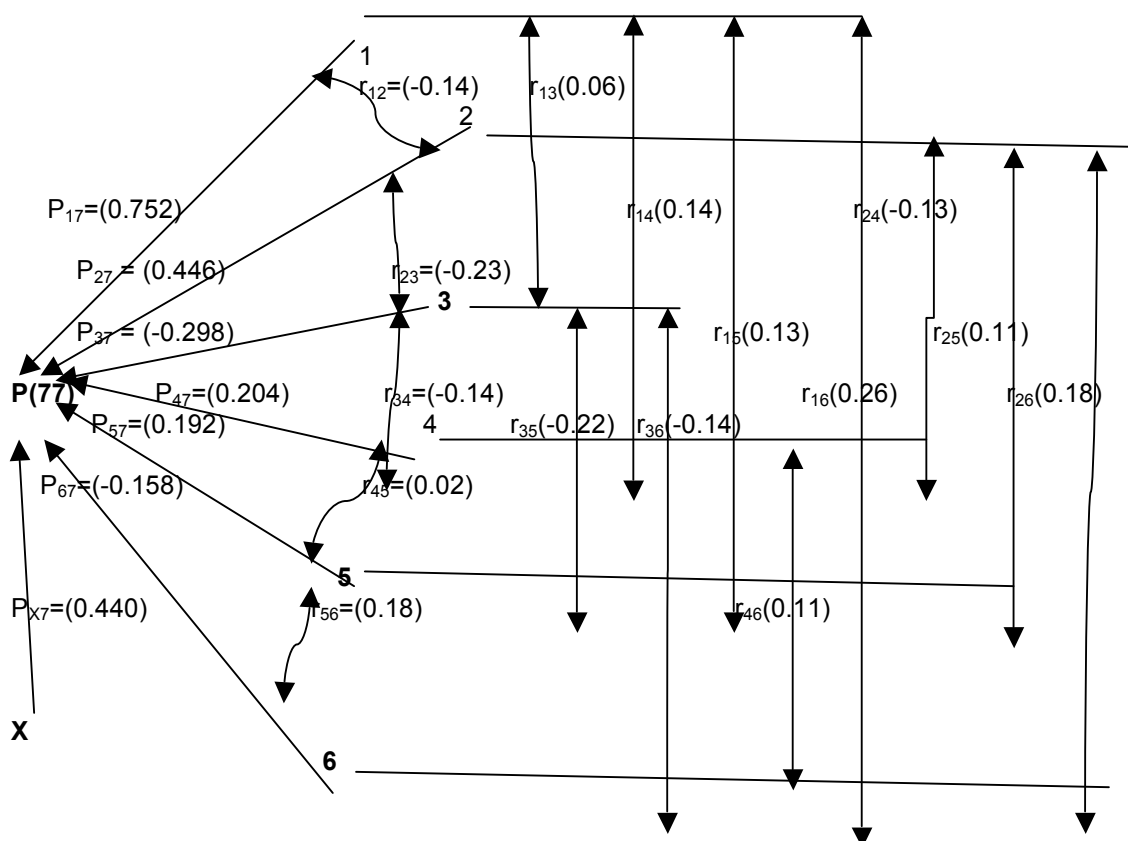 1
r12=(-0.14) r13(0.06)
2
P17=(0.752) r14(0.14) r24(-0.13)
P27 = (0.446) r23=(-0.23)
3
P37 = (-0.298) r15(0.13) r25(0.11)
P(77) P47=(0.204) r34=(-0.14) r16(0.26) r26(0.18)
P57=(0.192) 4 r35(-0.22) r36(-0.14)
P67=(-0.158) r45=(0.02)
5
PX7=(0.440) r56=(0.18) r46(0.11)
X
6